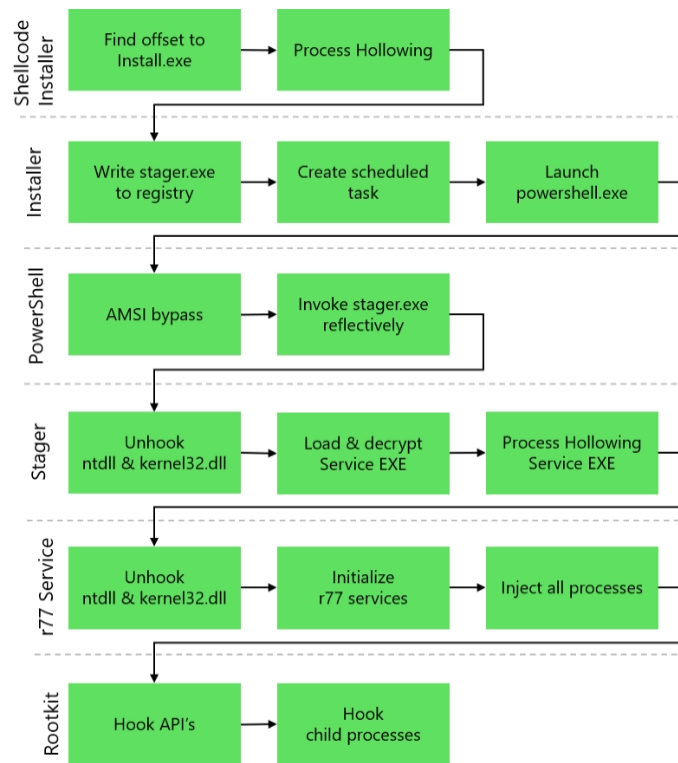 Shellcode
Installer
Find offset to
Install.exe
Process Hollowing
Installer
Write stager.exe
to registry
Create scheduled
task
Launch
powershell.exe
PowerShell
AMSI bypass
Invoke stager.exe
reflectively
Stager
Unhook
ntdll & kernel32.dll
Load & decrypt
Service EXE
Process Hollowing
Service EXE
r77 Service
Unhook
ntdll & kernel32.dll
Initialize
r77 services
Inject all processes
Rootkit
Hook API's
Hook
child processes